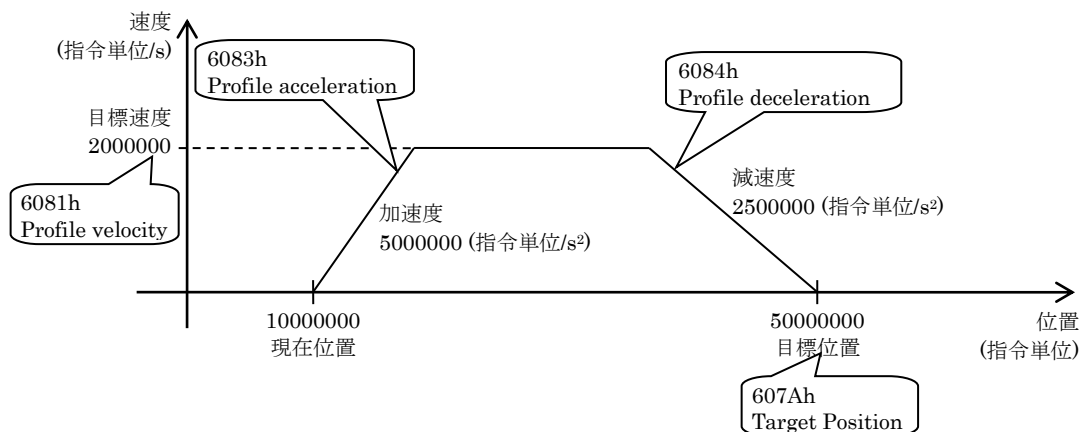 速度
(指令単位/s)
6083h
Profile acceleration
6084h
Profile deceleration
目標速度
2000000
6081h
Profile velocity
加速度
5000000 (指令単位/s²)
減速度
2500000 (指令単位/s²)
10000000
現在位置
50000000
目標位置
位置
(指令単位)
607Ah
Target Position